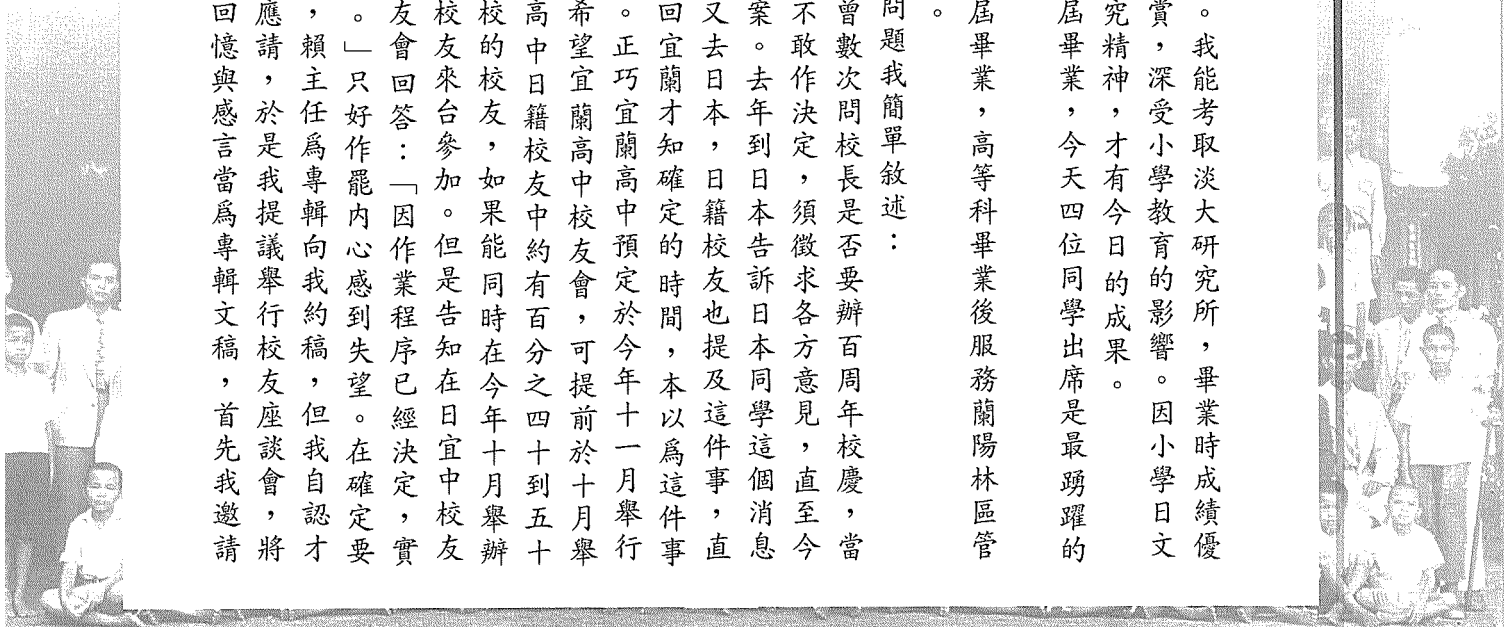 。我能考取淡大研究所，畢業時成績優
賞，深受小學教育的影響。因小學日文
究精神，才有今日的成果。
屆畢業，今天四位同學出席是最踴躍的
屆畢業，高等科畢業後服務蘭陽林區管
。
問題我簡單敘述：
曾數次問校長是否要辦百周年校慶，當
不敢作決定，須徵求各方意見，直至今
案。去年到日本告訴日本同學這個消息
又去日本，日籍校友也提及這件事，直
回宜蘭才知確定的時間，本以爲這件事
。正巧宜蘭高中預定於今年十一月舉行
希望宜蘭高中校友會，可提前於十月舉
高中日籍校友中約有百分之四十到五十
校的校友，如果能同時在今年十月舉辦
校友來台參加。但是告知在日宜中校友
友會回答：「因作業程序已經決定，實
。」只好作罷內心感到失望。在確定要
，賴主任爲專輯向我約稿，但我自認才
應請，於是我提議舉行校友座談會，將
回憶與感言當爲專輯文稿，首先我邀請